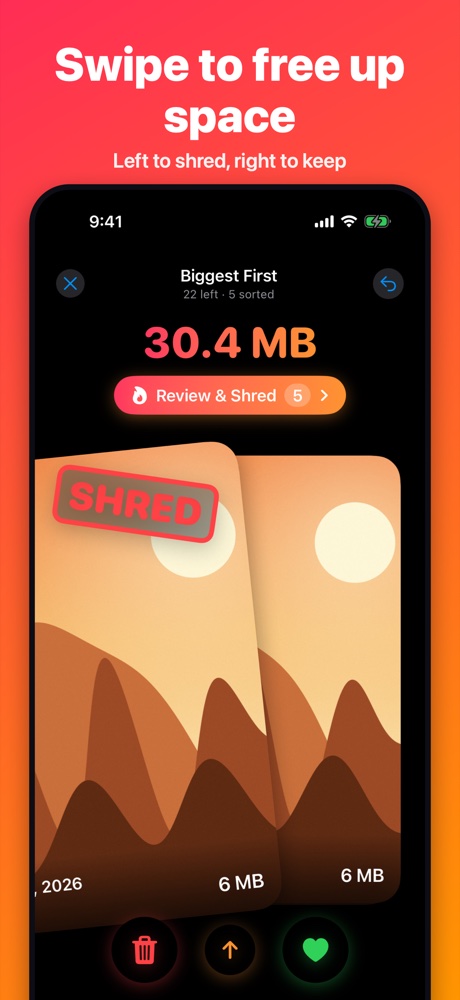 Swipe to free up
space
Left to shred, right to keep
9:41
Biggest First
22 left · 5 sorted
30.4 MB
Review & Shred 5
SHRED
, 2026
6 MB
6 MB